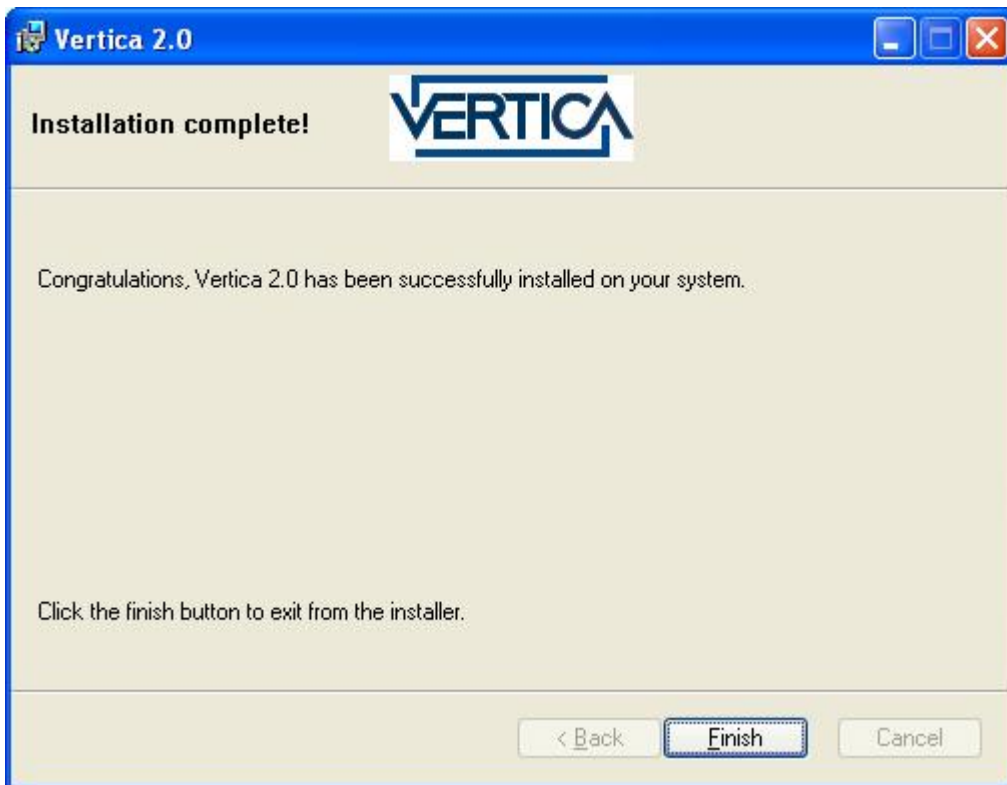 Vertica 2.0
Installation complete!
VERTICA
Congratulations, Vertica 2.0 has been successfully installed on your system.
Click the finish button to exit from the installer.
< Back
Finish
Cancel